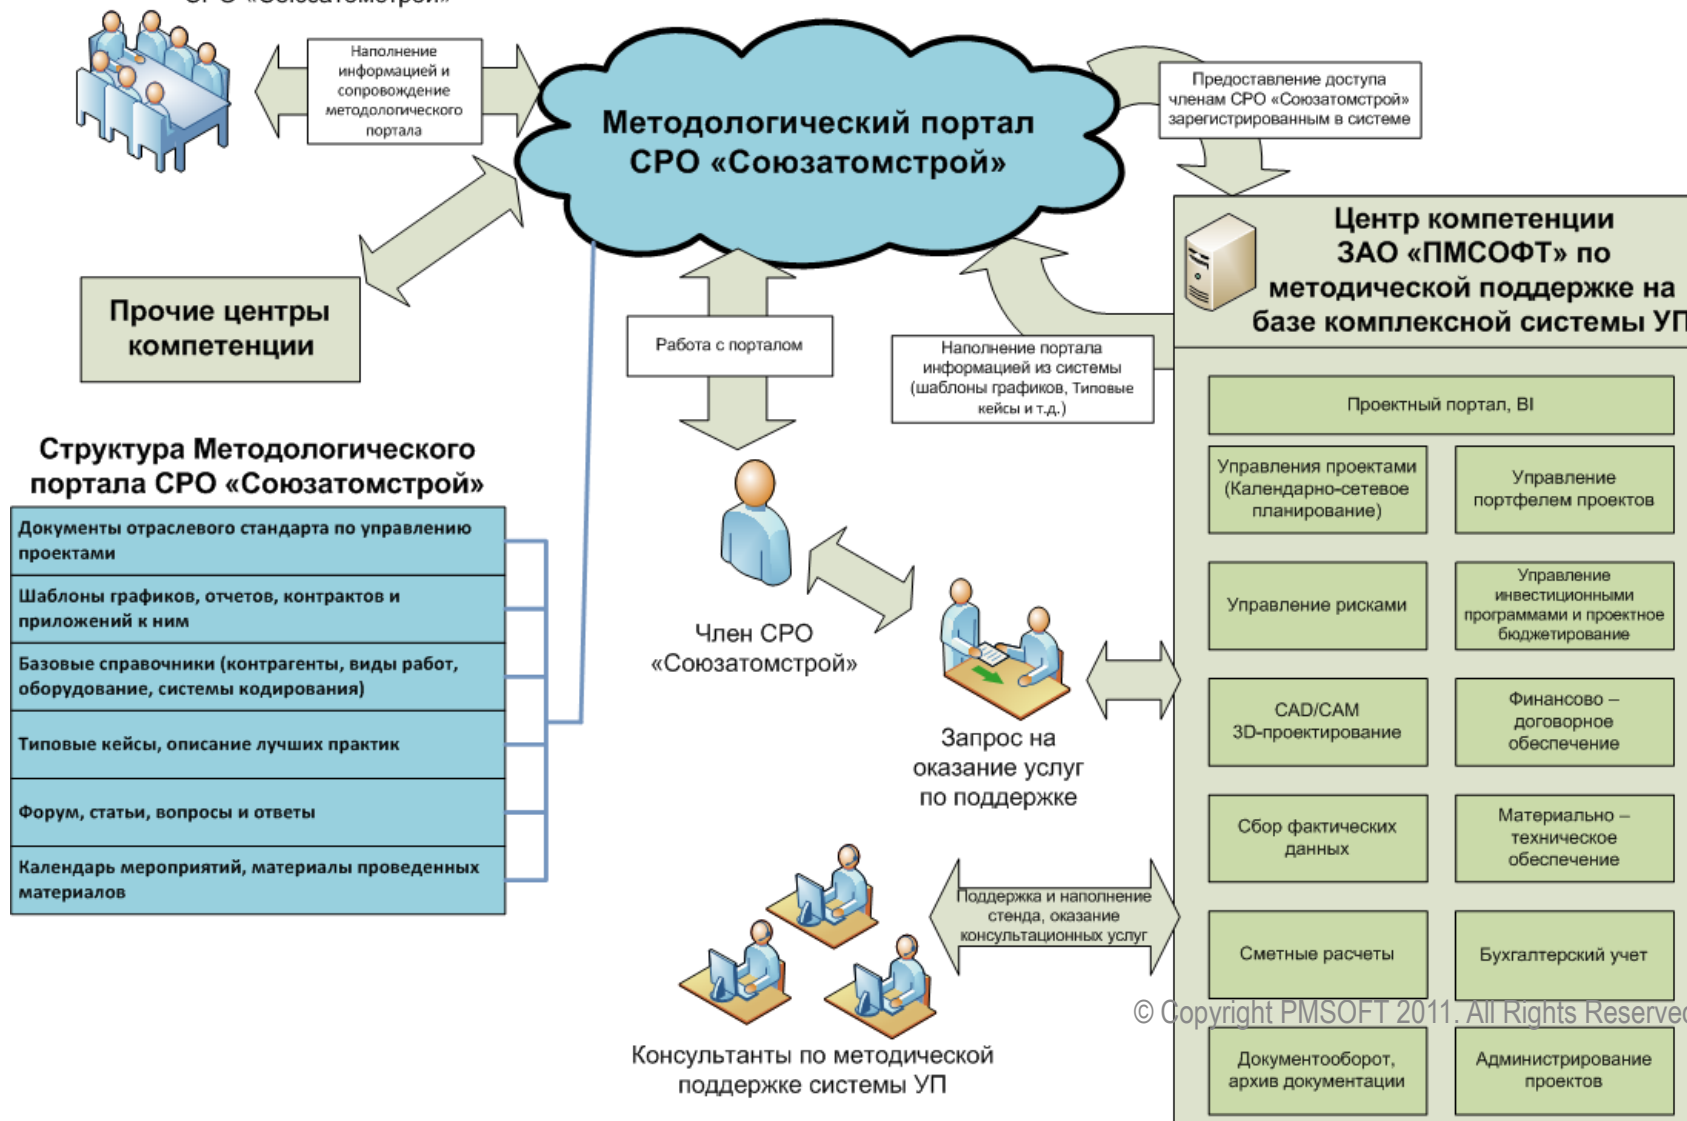 СРО «Союзатомстрой»
Наполнение
информацией и
сопровождение
методологического
портала
Методологический портал
СРО «Союзатомстрой»
Предоставление доступа
членам СРО «Союзатомстрой»
зарегистрированным в системе
Прочие центры
компетенции
Работа с порталом
Наполнение портала
информацией из системы
(шаблоны графиков, Типовые
кейсы и т.д.)
Центр компетенции
ЗАО «ПМСОФТ» по
методической поддержке на
базе комплексной системы УП
Проектный портал, BI
Управления проектами
(Календарно-сетевое
планирование)
Управление
портфелем проектов
Управление рисками
Управление
инвестиционными
программами и проектное
бюджетирование
CAD/CAM
3D-проектирование
Финансово –
договорное
обеспечение
Сбор фактических
данных
Материально –
техническое
обеспечение
Сметные расчеты
Бухгалтерский учет
Документооборот,
архив документации
Администрирование
проектов
Структура Методологического
портала СРО «Союзатомстрой»
Документы отраслевого стандарта по управлению
проектами
Шаблоны графиков, отчетов, контрактов и
приложений к ним
Базовые справочники (контрагенты, виды работ,
оборудование, системы кодирования)
Типовые кейсы, описание лучших практик
Форум, статьи, вопросы и ответы
Календарь мероприятий, материалы проведенных
материалов
Член СРО
«Союзатомстрой»
Запрос на
оказание услуг
по поддержке
Поддержка и наполнение
стенда, оказание
консультационных услуг
Консультанты по методической
поддержке системы УП
© Copyright PMSOFT 2011. All Rights Reserved